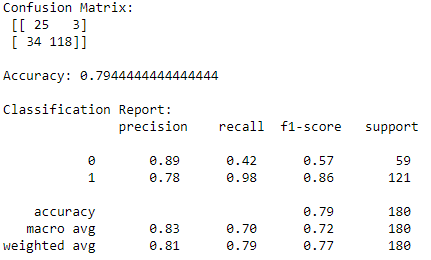 Confusion Matrix:
[[ 25 3]
[ 34 118]]
Accuracy: 0.7944444444444444
Classification Report:
precision recall f1-score support
0 0.89 0.42 0.57 59
1 0.78 0.98 0.86 121
accuracy 0.79 180
macro avg 0.83 0.70 0.72 180
weighted avg 0.81 0.79 0.77 180